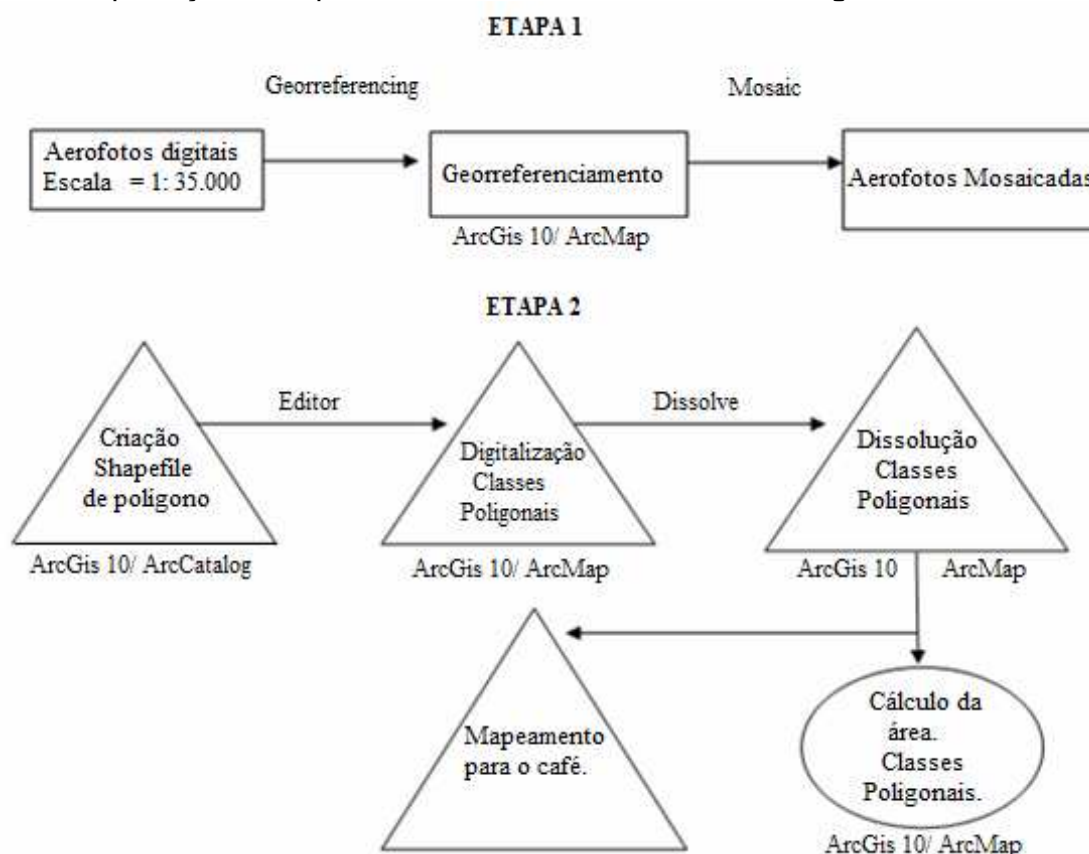 ETAPA 1
Georreferencing
Mosaic
Aerofotos digitais
Escala = 1: 35.000
Georreferenciamento
Aerofotos Mosaicadas
ArcGis 10/ ArcMap
ETAPA 2
Editor
Dissolve
Criação
Shapefile
de poligono
Digitalização
Classes
Poligonais
Dissolução
Classes
Poligonais
ArcGis 10/ ArcCatalog
ArcGis 10/ ArcMap
ArcGis 10 ArcMap
Mapeamento
para o café.
Cálculo da
área.
Classes
Poligonais.
ArcGis 10/ ArcMap